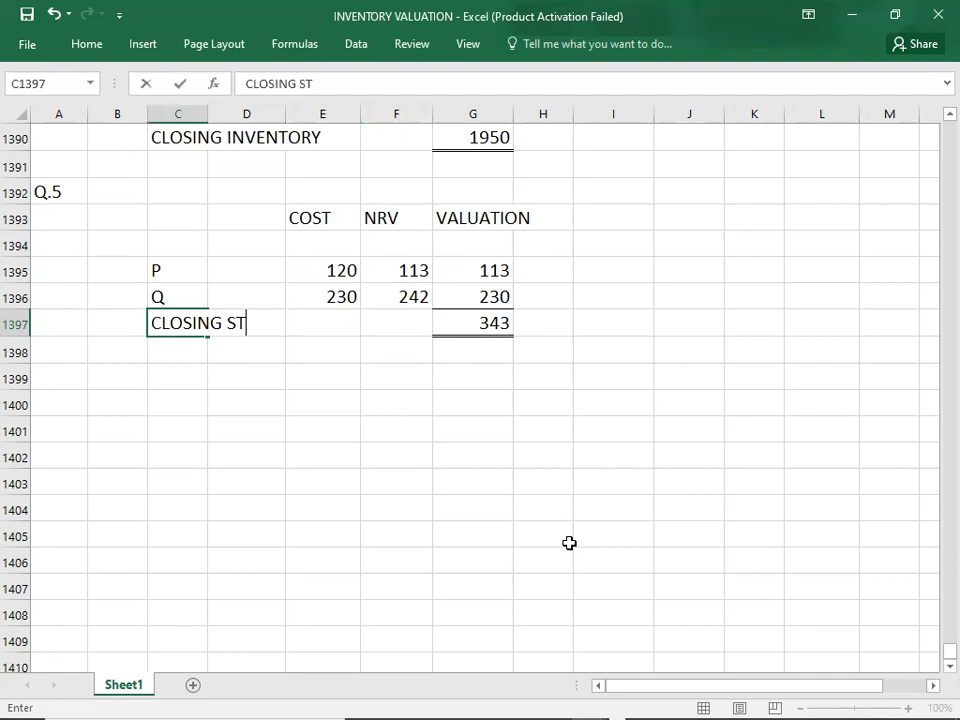 INVENTORY VALUATION - Excel (Product Activation Failed)
File Home Insert Page Layout Formulas Data Review View Tell me what you want to do... Share
C1397 fx CLOSING ST
A B C D E F G H I J K L M
1390 CLOSING INVENTORY 1950
1391
1392 Q.5
1393 COST NRV VALUATION
1394
1395 P 120 113 113
1396 Q 230 242 230
1397 CLOSING ST 343
1398
1399
1400
1401
1402
1403
1404
1405
1406
1407
1408
1409
1410
Sheet1
Enter 100%